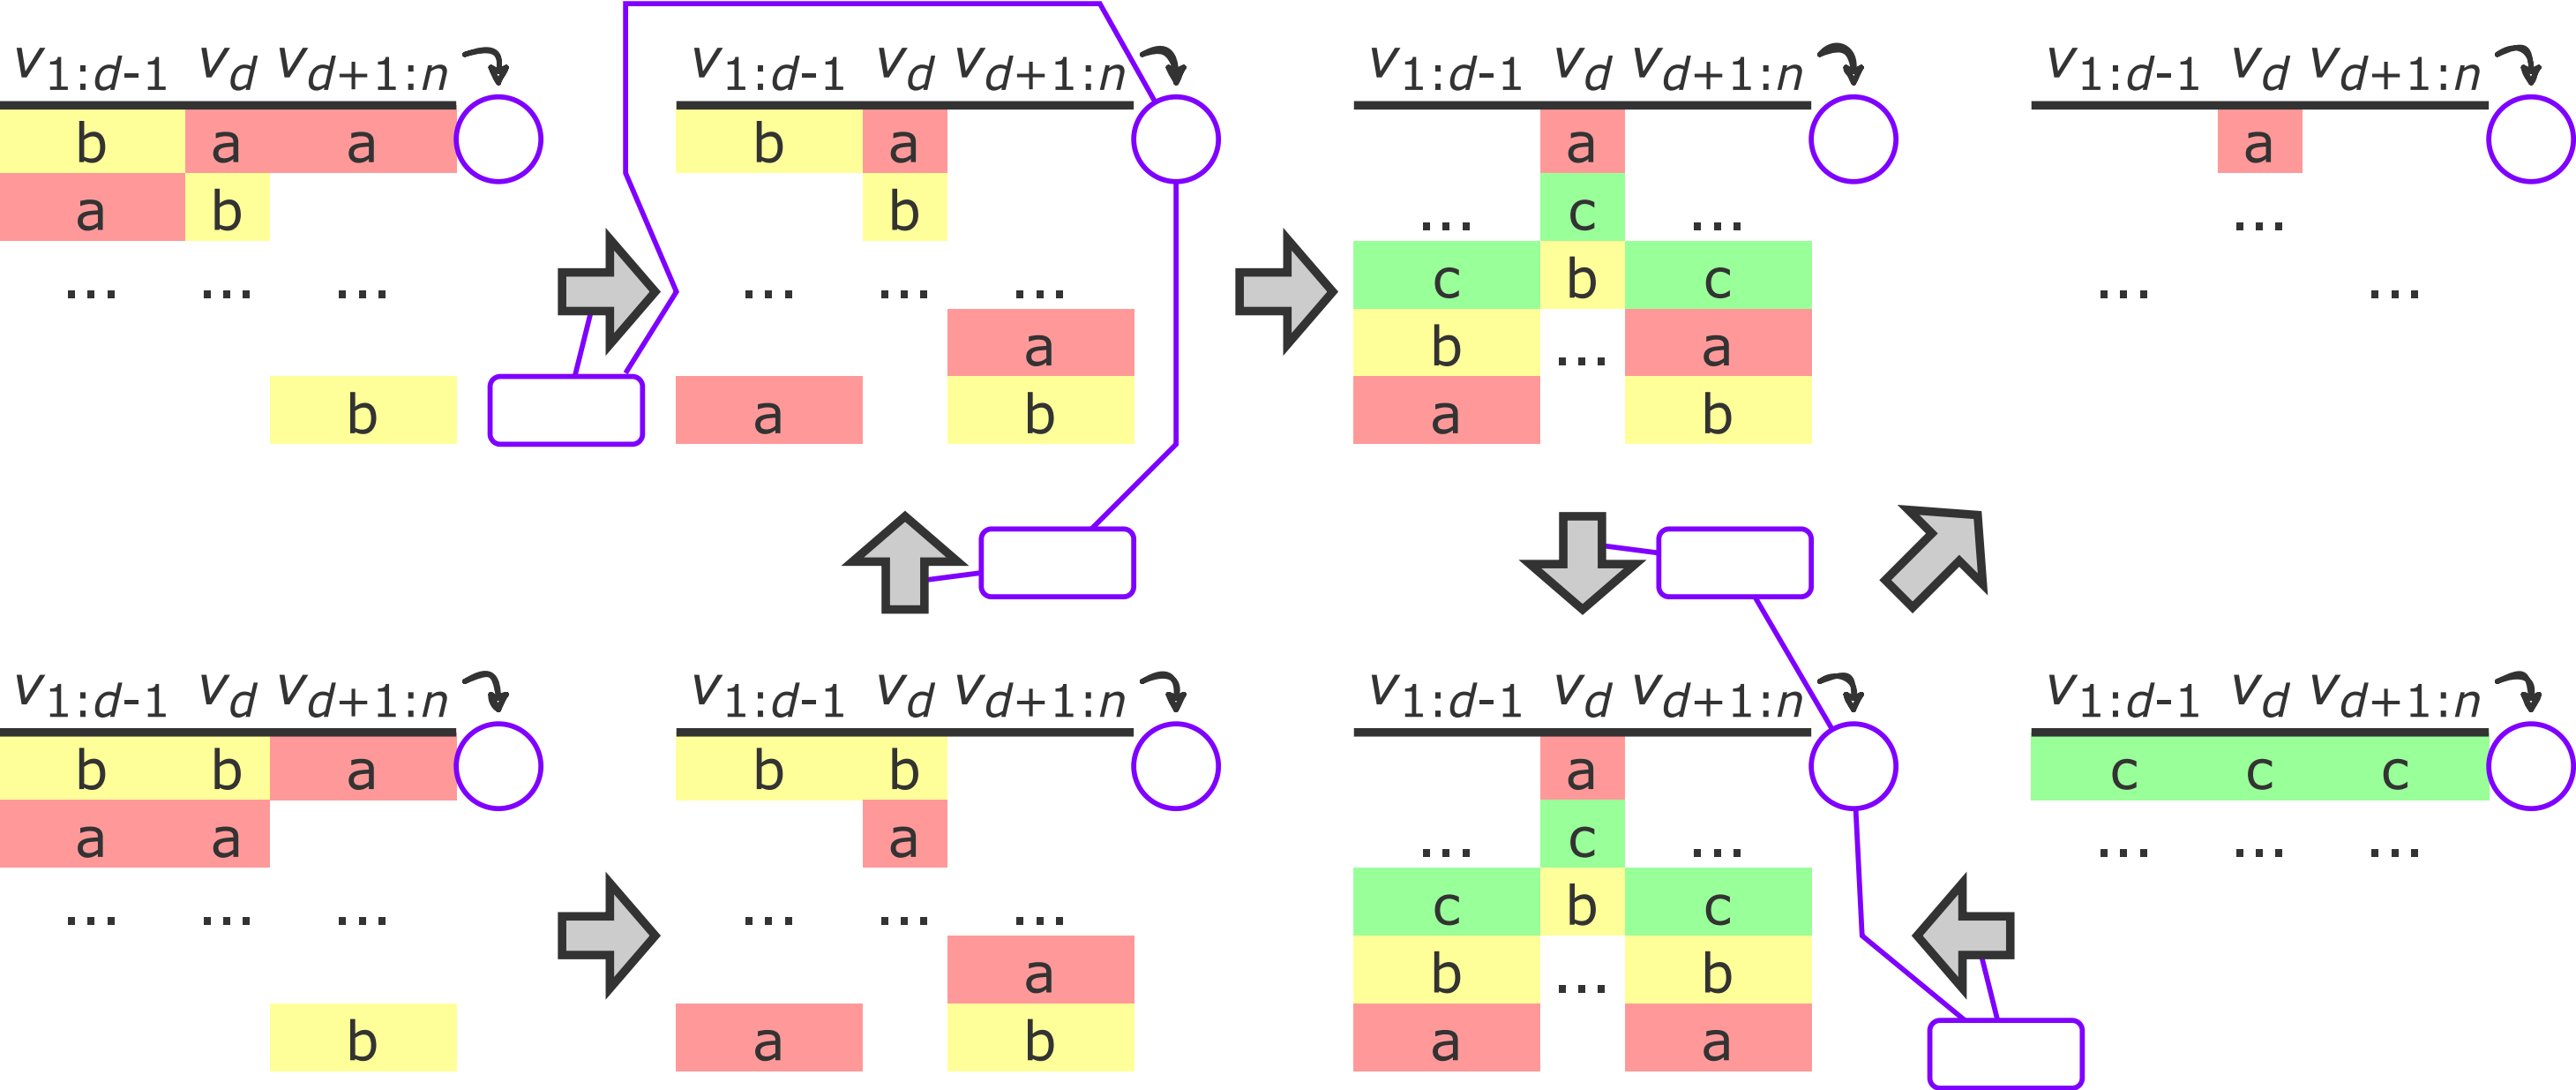 v1:d-1 vd vd+1:n
b a a
a b
... ... ...
b
v1:d-1 vd vd+1:n
b a
b
... ... ...
a
a b
v1:d-1 vd vd+1:n
a
... c ...
c b c
b ... a
a b
v1:d-1 vd vd+1:n
a
...
... ...
v1:d-1 vd vd+1:n
b b a
a a
... ... ...
b
v1:d-1 vd vd+1:n
b b
a
... ... ...
a
a b
v1:d-1 vd vd+1:n
a
... c ...
c b c
b ... b
a a
v1:d-1 vd vd+1:n
c c c
... ... ...